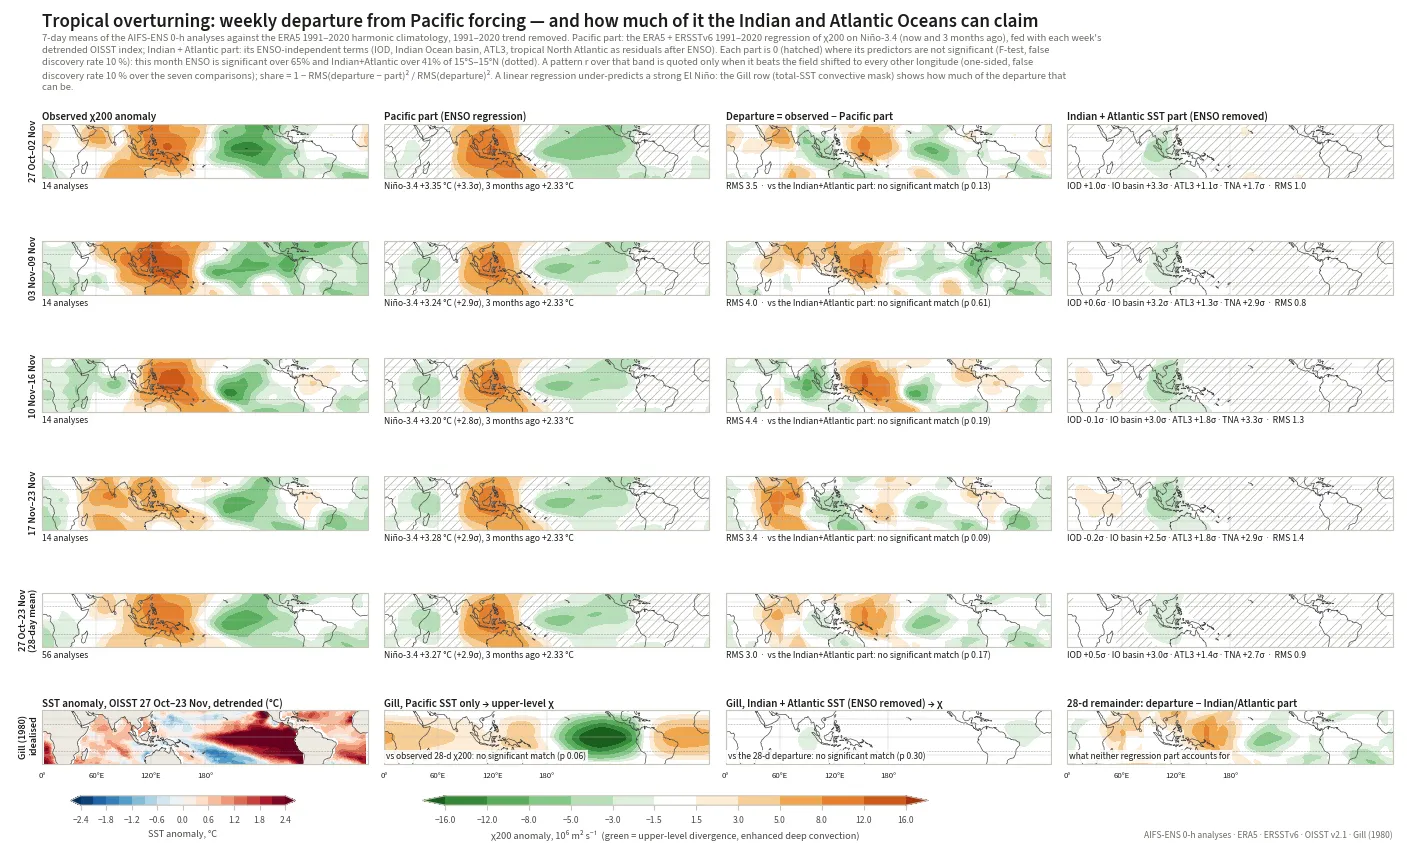 Tropical overturning: weekly departure from Pacific forcing — and how much of it the Indian and Atlantic Oceans can claim
7-day means of the AIFS-ENS 0-h analyses against the ERA5 1991–2020 harmonic climatology, 1991–2020 trend removed. Pacific part: the ERA5 + ERSSTv6 1991–2020 regression of χ200 on Niño-3.4 (now and 3 months ago), fed with each week's
detrended OISST index; Indian + Atlantic part: its ENSO-independent terms (IOD, Indian Ocean basin, ATL3, tropical North Atlantic as residuals after ENSO). Each part is 0 (hatched) where its predictors are not significant (F-test, false
discovery rate 10 %): this month ENSO is significant over 65% and Indian+Atlantic over 41% of 15°S–15°N (dotted). A pattern r over that band is quoted only when it beats the field shifted to every other longitude (one-sided, false
discovery rate 10 % over the seven comparisons); share = 1 − RMS(departure − part)² / RMS(departure)². A linear regression under-predicts a strong El Niño: the Gill row (total-SST convective mask) shows how much of the departure that
can be.
Observed χ200 anomaly
Pacific part (ENSO regression)
Departure = observed − Pacific part
Indian + Atlantic SST part (ENSO removed)
27 Oct–02 Nov
14 analyses
Niño-3.4 +3.35 °C (+3.3σ), 3 months ago +2.33 °C
RMS 3.5 · vs the Indian+Atlantic part: no significant match (p 0.13)
IOD +1.0σ · IO basin +3.3σ · ATL3 +1.1σ · TNA +1.7σ · RMS 1.0
03 Nov–09 Nov
14 analyses
Niño-3.4 +3.24 °C (+2.9σ), 3 months ago +2.33 °C
RMS 4.0 · vs the Indian+Atlantic part: no significant match (p 0.61)
IOD +0.6σ · IO basin +3.2σ · ATL3 +1.3σ · TNA +2.9σ · RMS 0.8
10 Nov–16 Nov
14 analyses
Niño-3.4 +3.20 °C (+2.8σ), 3 months ago +2.33 °C
RMS 4.4 · vs the Indian+Atlantic part: no significant match (p 0.19)
IOD -0.1σ · IO basin +3.0σ · ATL3 +1.8σ · TNA +3.3σ · RMS 1.3
17 Nov–23 Nov
14 analyses
Niño-3.4 +3.28 °C (+2.9σ), 3 months ago +2.33 °C
RMS 3.4 · vs the Indian+Atlantic part: no significant match (p 0.09)
IOD -0.2σ · IO basin +2.5σ · ATL3 +1.8σ · TNA +2.9σ · RMS 1.4
27 Oct–23 Nov
(28-day mean)
56 analyses
Niño-3.4 +3.27 °C (+2.9σ), 3 months ago +2.33 °C
RMS 3.0 · vs the Indian+Atlantic part: no significant match (p 0.17)
IOD +0.5σ · IO basin +3.0σ · ATL3 +1.4σ · TNA +2.7σ · RMS 0.9
SST anomaly, OISST 27 Oct–23 Nov, detrended (°C)
Gill, Pacific SST only → upper-level χ
Gill, Indian + Atlantic SST (ENSO removed) → χ
28-d remainder: departure − Indian/Atlantic part
Gill (1980)
idealised
vs observed 28-d χ200: no significant match (p 0.06)
vs the 28-d departure: no significant match (p 0.30)
what neither regression part accounts for
0° 60°E 120°E 180°
0° 60°E 120°E 180°
0° 60°E 120°E 180°
0° 60°E 120°E 180°
−2.4 −1.8 −1.2 −0.6 0.0 0.6 1.2 1.8 2.4
SST anomaly, °C
−16.0 −12.0 −8.0 −5.0 −3.0 −1.5 1.5 3.0 5.0 8.0 12.0 16.0
χ200 anomaly, 10⁶ m² s⁻¹ (green = upper-level divergence, enhanced deep convection)
AIFS-ENS 0-h analyses · ERA5 · ERSSTv6 · OISST v2.1 · Gill (1980)